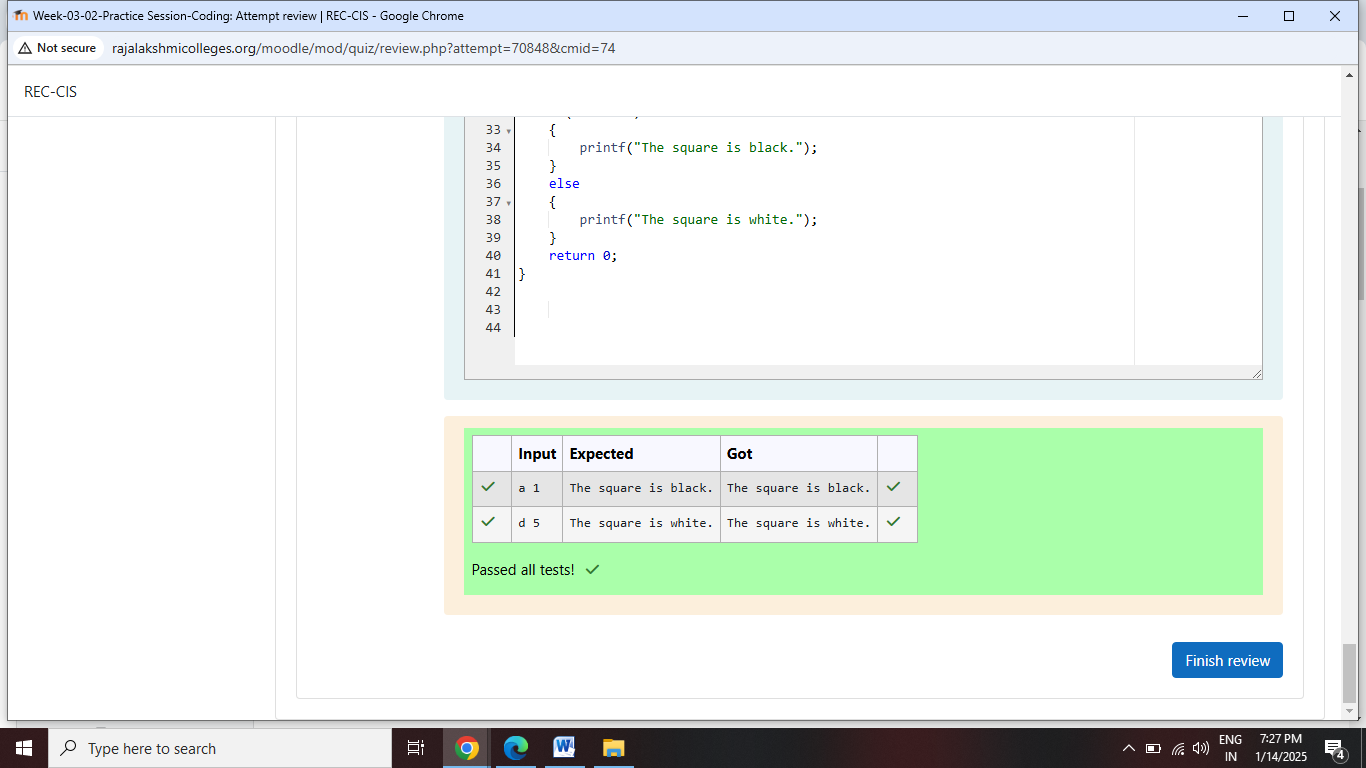 Week-03-02-Practice Session-Coding: Attempt review | REC-CIS - Google Chrome
Not secure rajalakshmicolleges.org/moodle/mod/quiz/review.php?attempt=70848&cmid=74
REC-CIS
33 {
34 printf("The square is black.");
35 }
36 else
37 {
38 printf("The square is white.");
39 }
40 return 0;
41 }
42
43
44
Input Expected Got
a 1 The square is black. The square is black.
d 5 The square is white. The square is white.
Passed all tests!
Finish review
Type here to search
ENG 7:27 PM
IN 1/14/2025
4